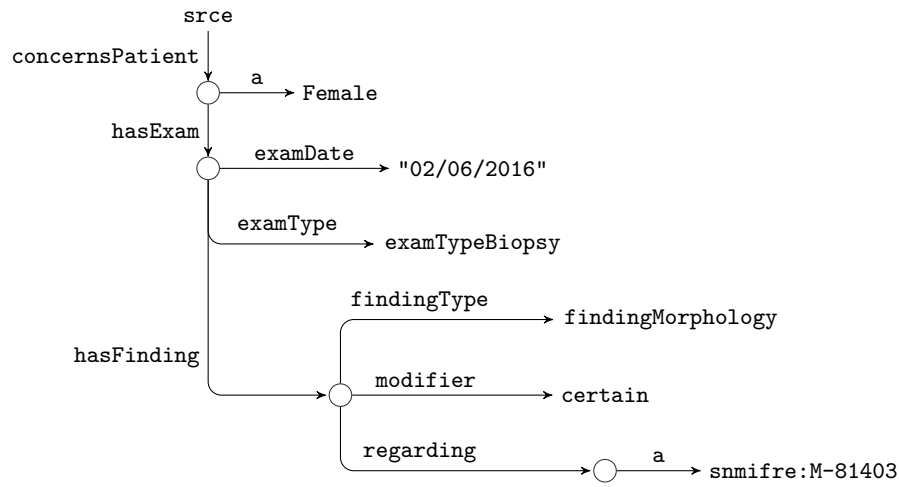 srce
concernsPatient
a
Female
hasExam
examDate
"02/06/2016"
examType
examTypeBiopsy
findingType
findingMorphology
hasFinding
modifier
certain
regarding
a
snmifre:M-81403